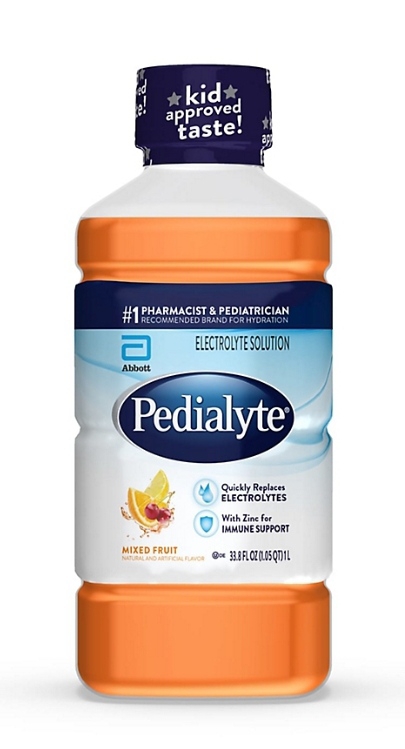 kid
approved
taste!
#1 PHARMACIST & PEDIATRICIAN
RECOMMENDED BRAND FOR HYDRATION
Abbott
ELECTROLYTE SOLUTION
Pedialyte®
Quickly Replaces
ELECTROLYTES
With Zinc for
IMMUNE SUPPORT
MIXED FRUIT
NATURAL AND ARTIFICIAL FLAVOR
33.8 FL OZ (1.05 QT) 1 L